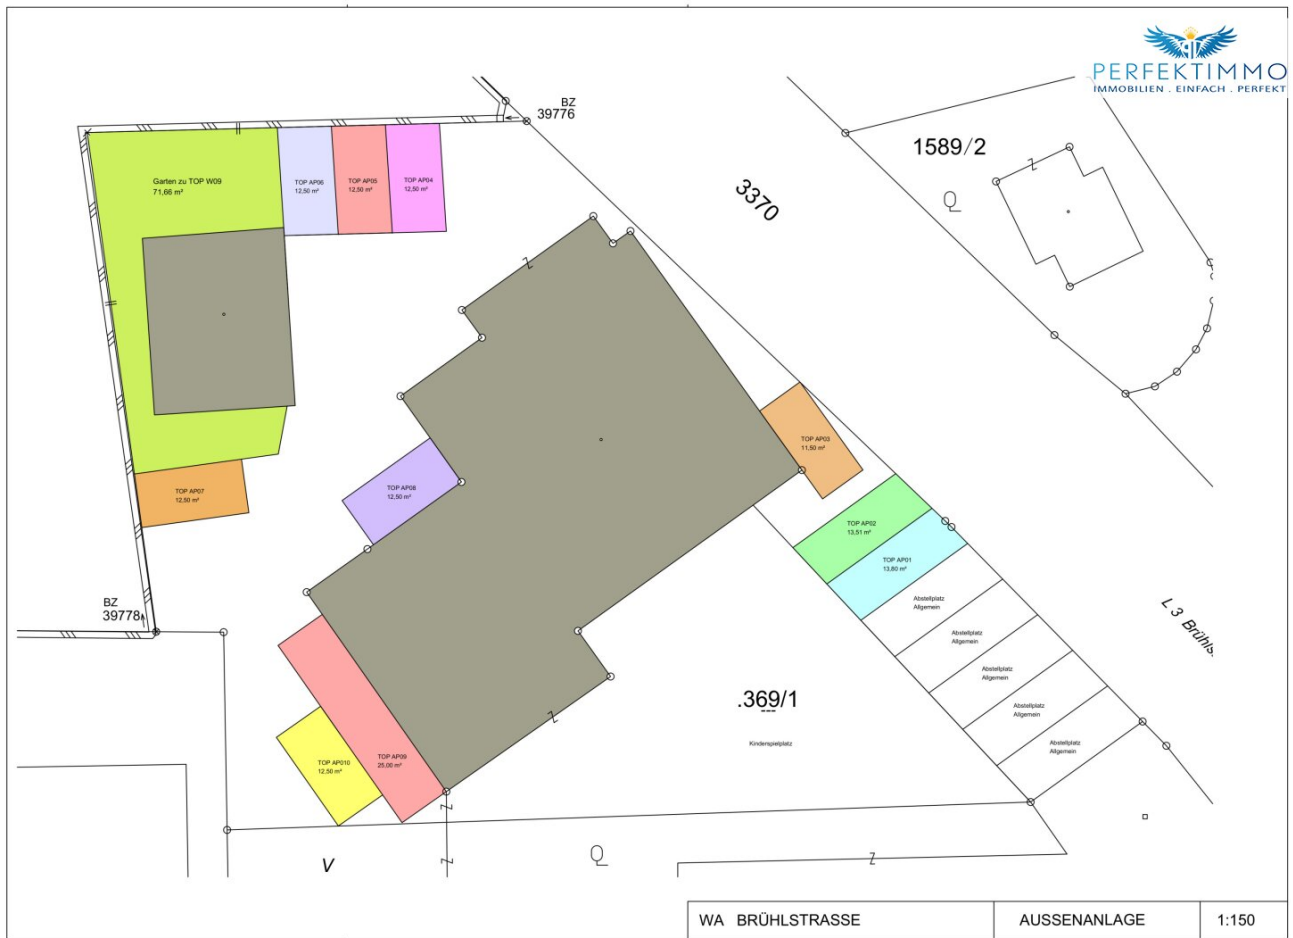 PERFEKTIMMO
IMMOBILIEN . EINFACH . PERFEKT
BZ
39776
1589/2
3370
Garten zu TOP W09
71,66 m²
TOP AP06
12,50 m²
TOP AP05
12,50 m²
TOP AP04
12,50 m²
TOP AP03
11,50 m²
TOP AP07
12,50 m²
TOP AP08
12,50 m²
TOP AP02
13,51 m²
TOP AP01
13,80 m²
BZ
39778
Abstellplatz
Allgemein
Abstellplatz
Allgemein
Abstellplatz
Allgemein
Abstellplatz
Allgemein
Abstellplatz
Allgemein
L 3 Brühls.
.369/1
Kinderspielplatz
TOP AP09
25,00 m²
TOP AP010
12,50 m²
V
WA BRÜHLSTRASSE
AUSSENANLAGE
1:150